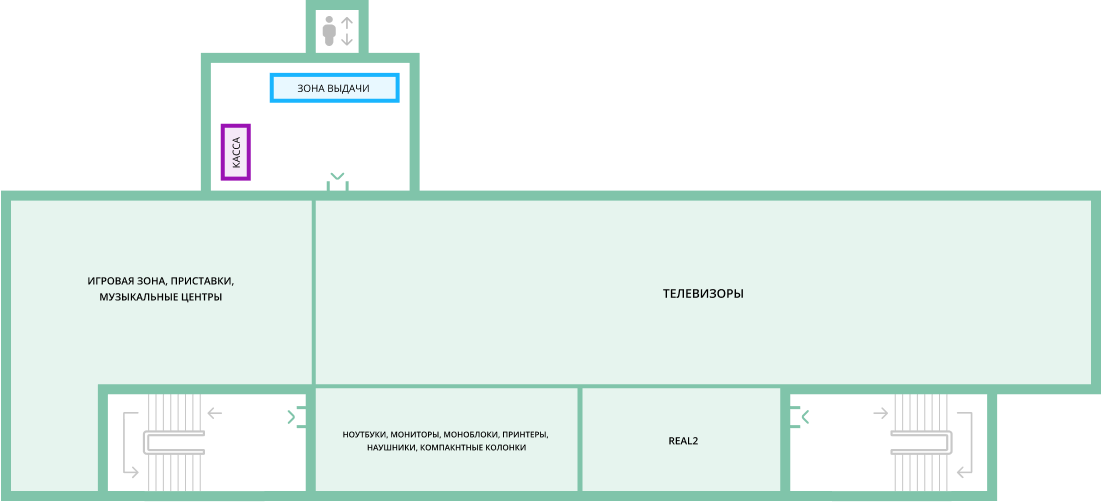 ЗОНА ВЫДАЧИ
КАССА
ИГРОВАЯ ЗОНА, ПРИСТАВКИ,
МУЗЫКАЛЬНЫЕ ЦЕНТРЫ
ТЕЛЕВИЗОРЫ
НОУТБУКИ, МОНИТОРЫ, МОНОБЛОКИ, ПРИНТЕРЫ,
НАУШНИКИ, КОМПАКНТНЫЕ КОЛОНКИ
REAL2